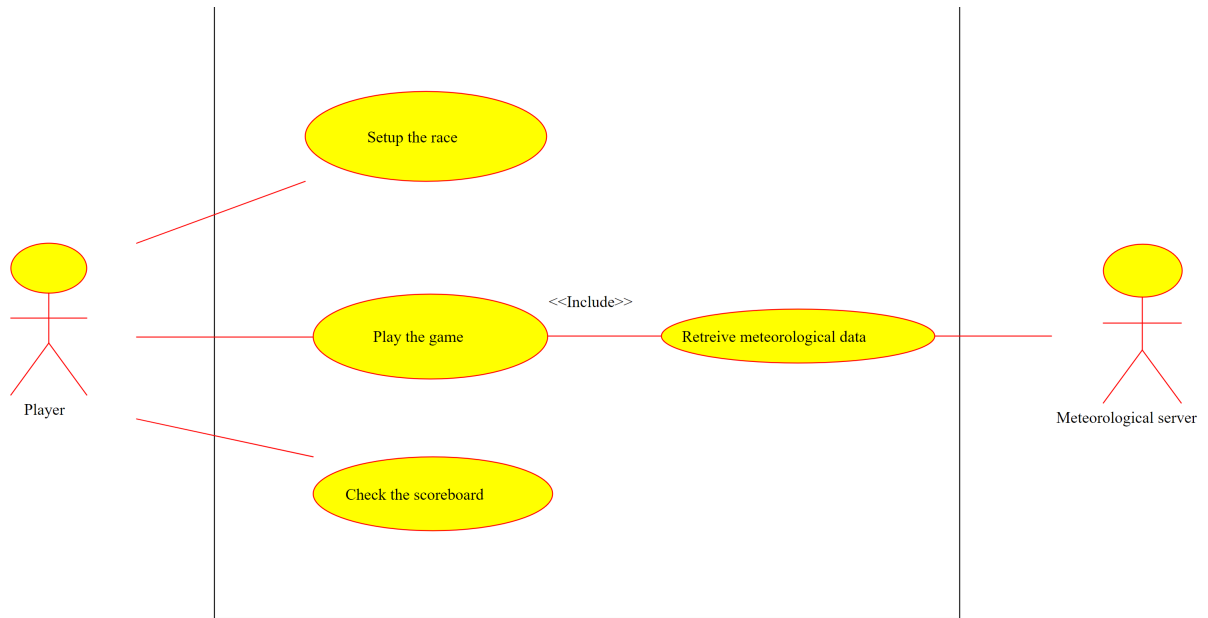 Setup the race
<<Include>>
Play the game
Retreive meteorological data
Player
Meteorological server
Check the scoreboard